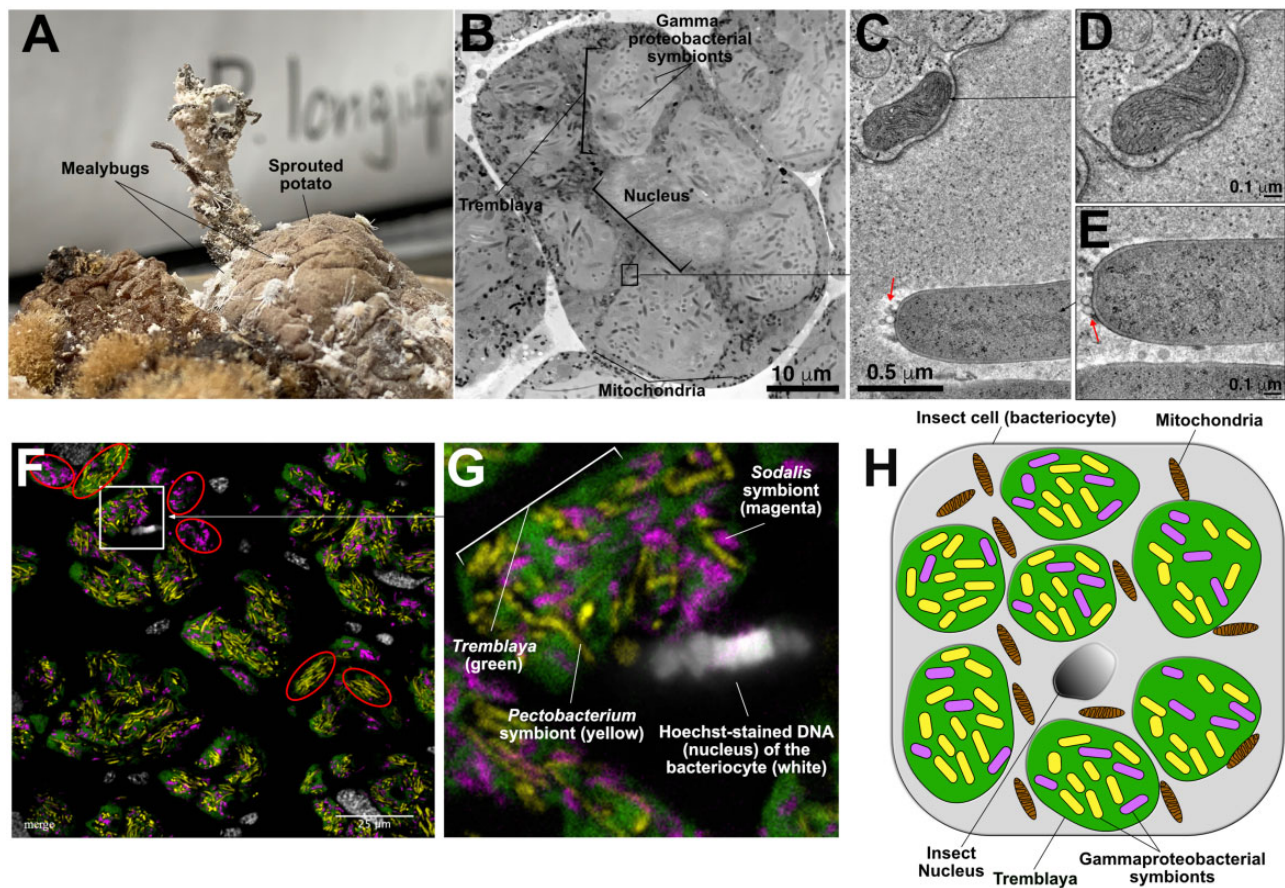 A
P. longisp
Mealybugs
Sprouted
potato
B
Gamma-
proteobacterial
symbionts
Tremblaya
Nucleus
Mitochondria
10 µm
C
0.5 µm
D
0.1 µm
E
0.1 µm
F
merge
25 µm
G
Sodalis
symbiont
(magenta)
Tremblaya
(green)
Pectobacterium
symbiont (yellow)
Hoechst-stained DNA
(nucleus) of the
bacteriocyte (white)
H
Insect cell (bacteriocyte)
Mitochondria
Insect
Nucleus
Tremblaya
Gammaproteobacterial
symbionts